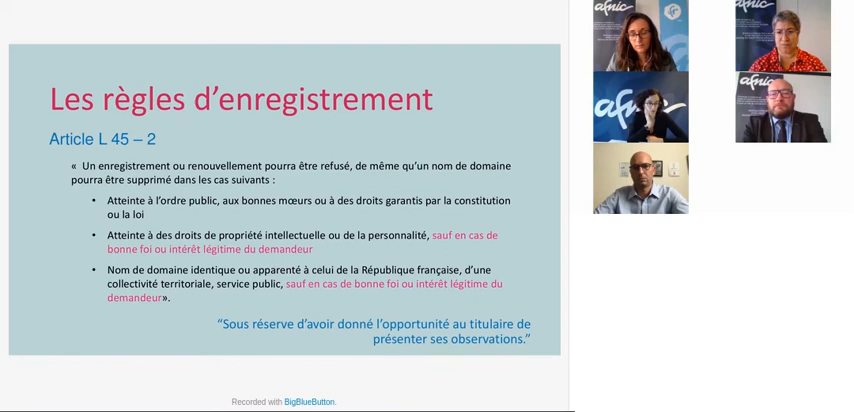 Les règles d'enregistrement
Article L 45 – 2
« Un enregistrement ou renouvellement pourra être refusé, de même qu'un nom de domaine
pourra être supprimé dans les cas suivants :
• Atteinte à l'ordre public, aux bonnes mœurs ou à des droits garantis par la constitution
ou la loi
• Atteinte à des droits de propriété intellectuelle ou de la personnalité, sauf en cas de
bonne foi ou intérêt légitime du demandeur
• Nom de domaine identique ou apparenté à celui de la République française, d'une
collectivité territoriale, service public, sauf en cas de bonne foi ou intérêt légitime du
demandeur».
“Sous réserve d'avoir donné l'opportunité au titulaire de
présenter ses observations.”
Recorded with BigBlueButton.
afnic
afnic
afnic
afnic